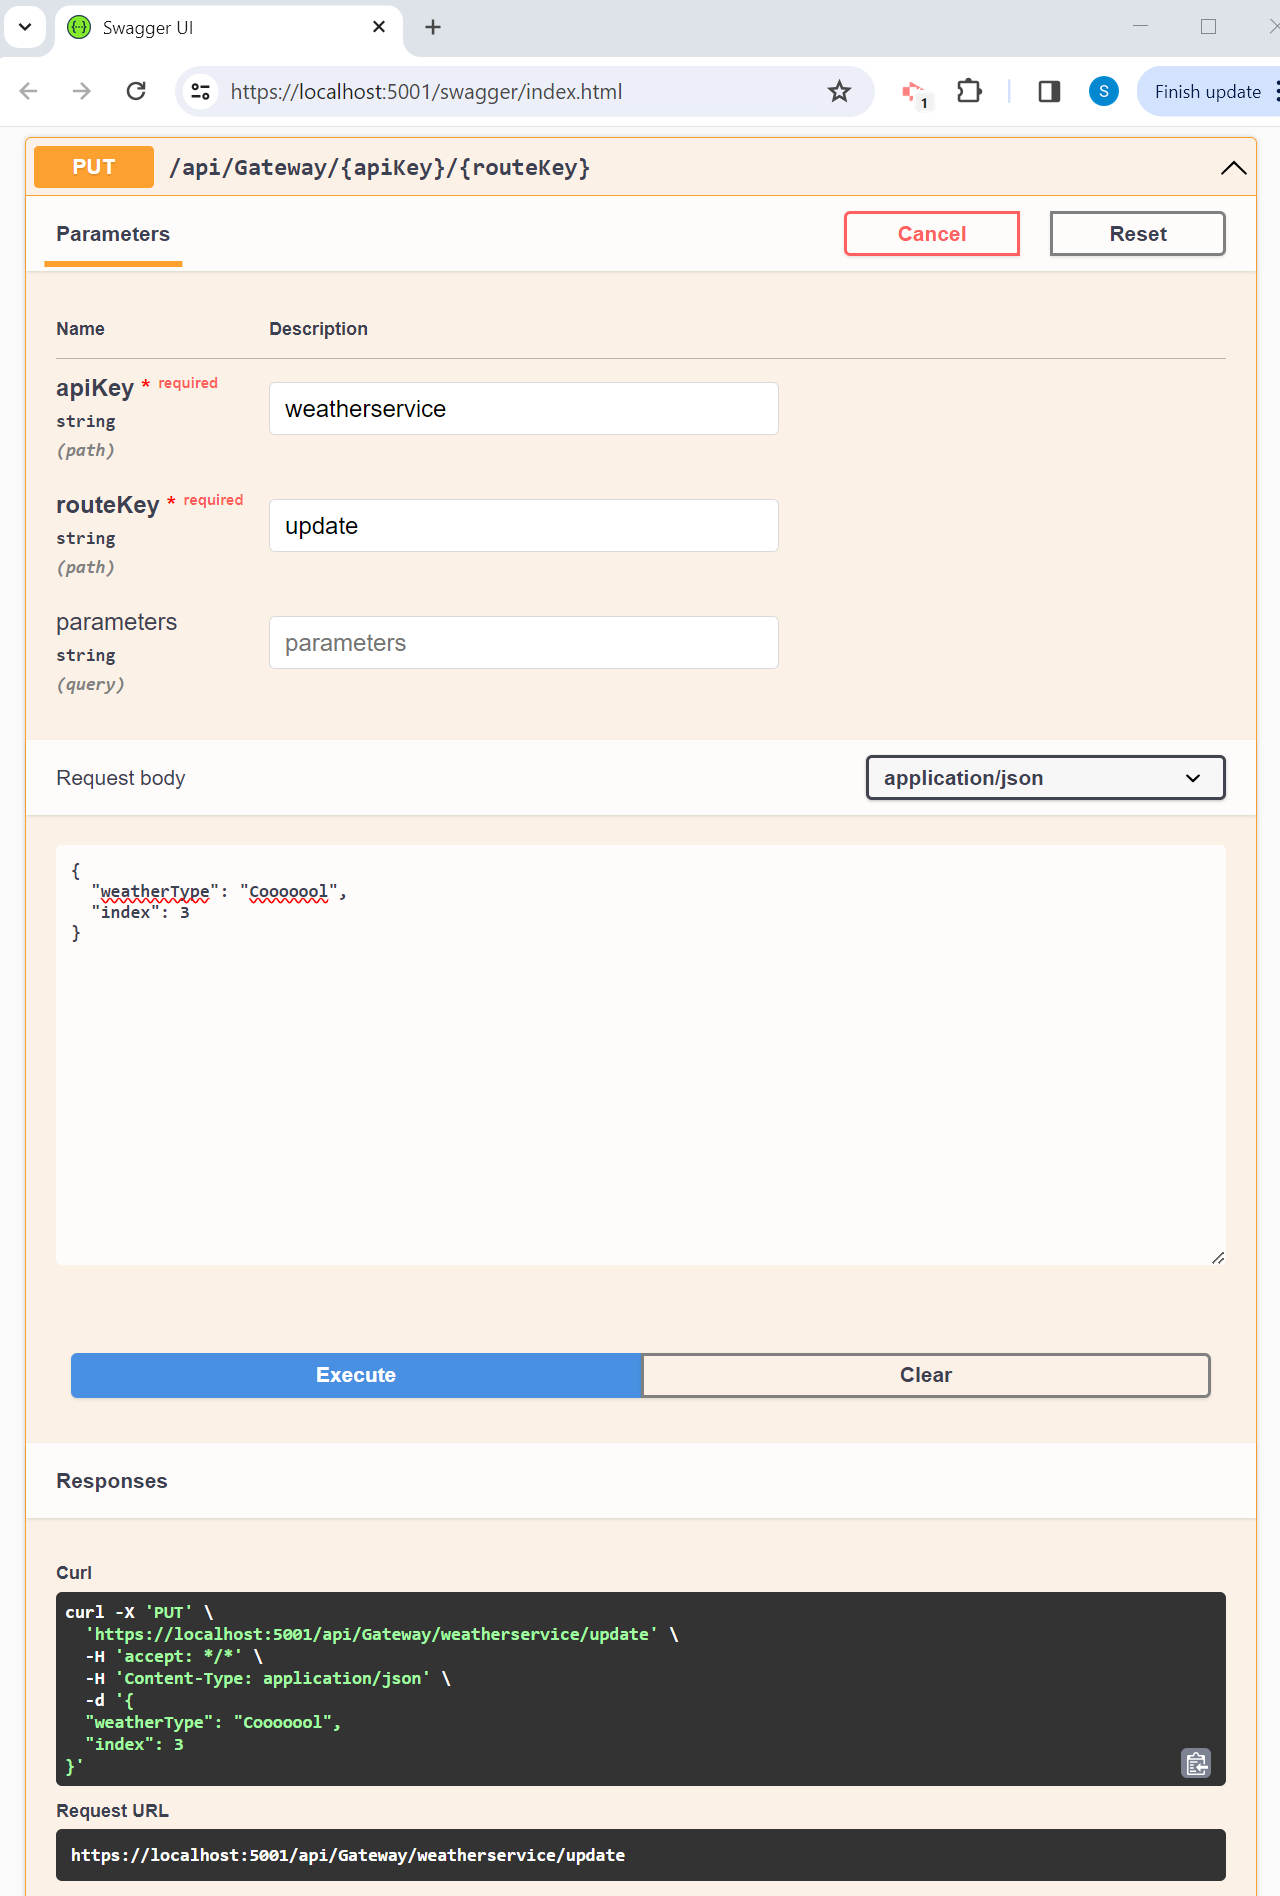 Swagger UI
https://localhost:5001/swagger/index.html
1
S
Finish update
PUT /api/Gateway/{apiKey}/{routeKey}
Parameters
Cancel
Reset
Name Description
apiKey * required
string
(path)
weatherservice
routeKey * required
string
(path)
update
parameters
string
(query)
parameters
Request body
application/json
{
  "weatherType": "Cooooool",
  "index": 3
}
Execute
Clear
Responses
Curl
curl -X 'PUT' \
  'https://localhost:5001/api/Gateway/weatherservice/update' \
  -H 'accept: */*' \
  -H 'Content-Type: application/json' \
  -d '{
  "weatherType": "Cooooool",
  "index": 3
}'
Request URL
https://localhost:5001/api/Gateway/weatherservice/update